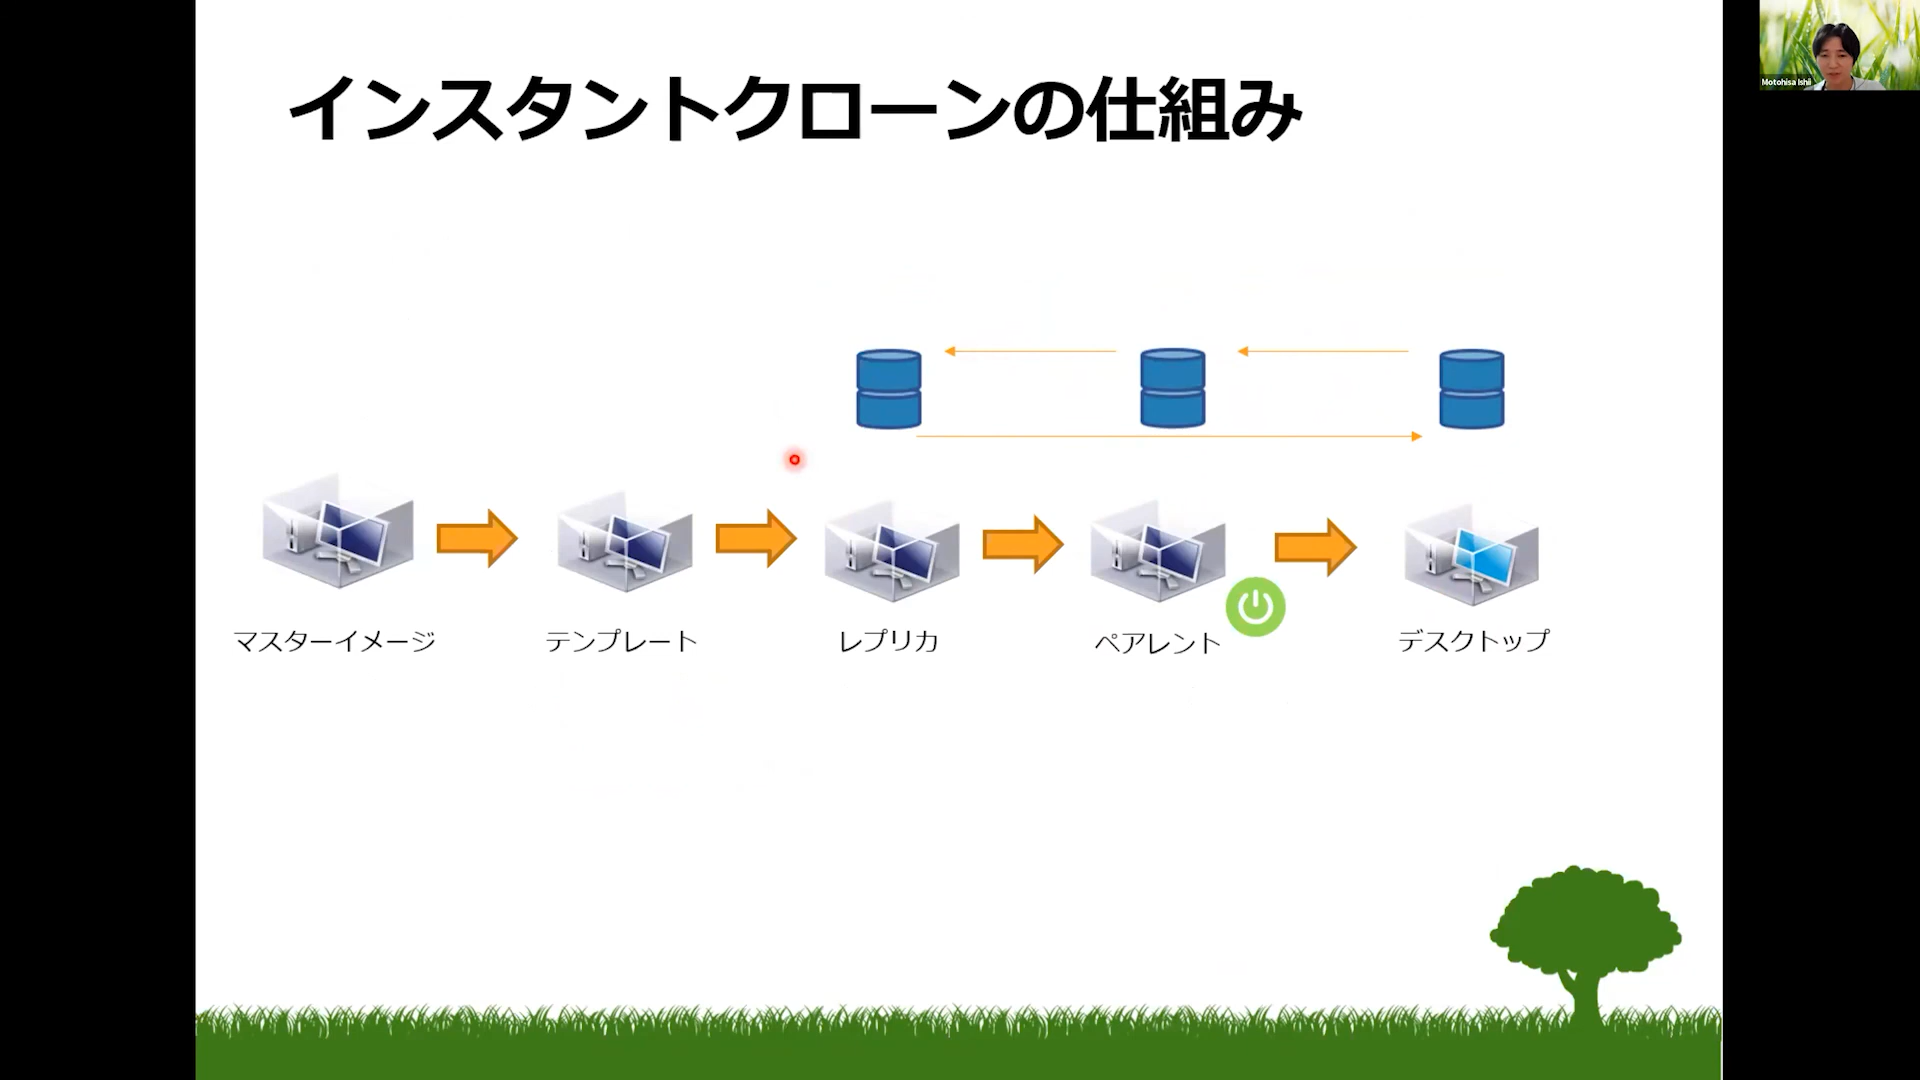 インスタントクローンの仕組み
Motohisa Ishii
マスターイメージ
テンプレート
レプリカ
ペアレント
デスクトップ